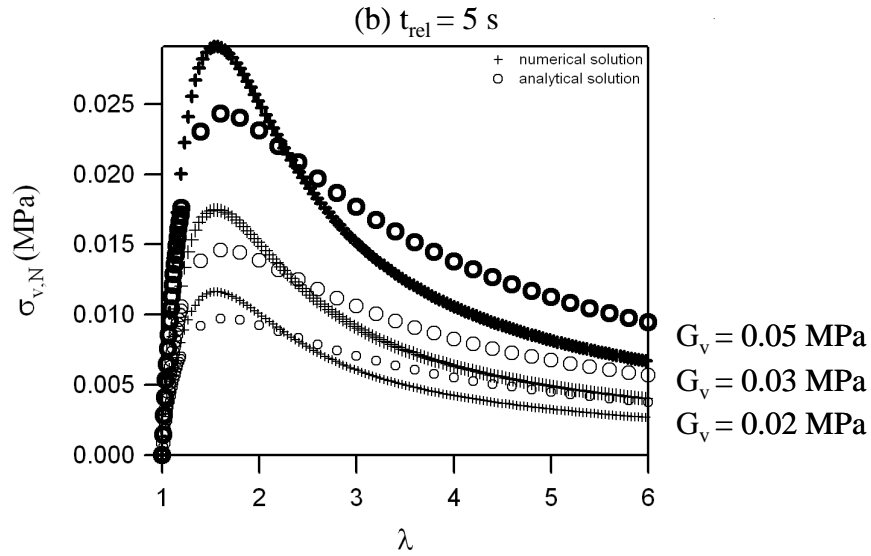 (b) t_rel = 5 s
+ numerical solution
○ analytical solution
σ_v,N (MPa)
0.025
0.020
0.015
0.010
0.005
0.000
1 2 3 4 5 6
λ
G_v = 0.05 MPa
G_v = 0.03 MPa
G_v = 0.02 MPa